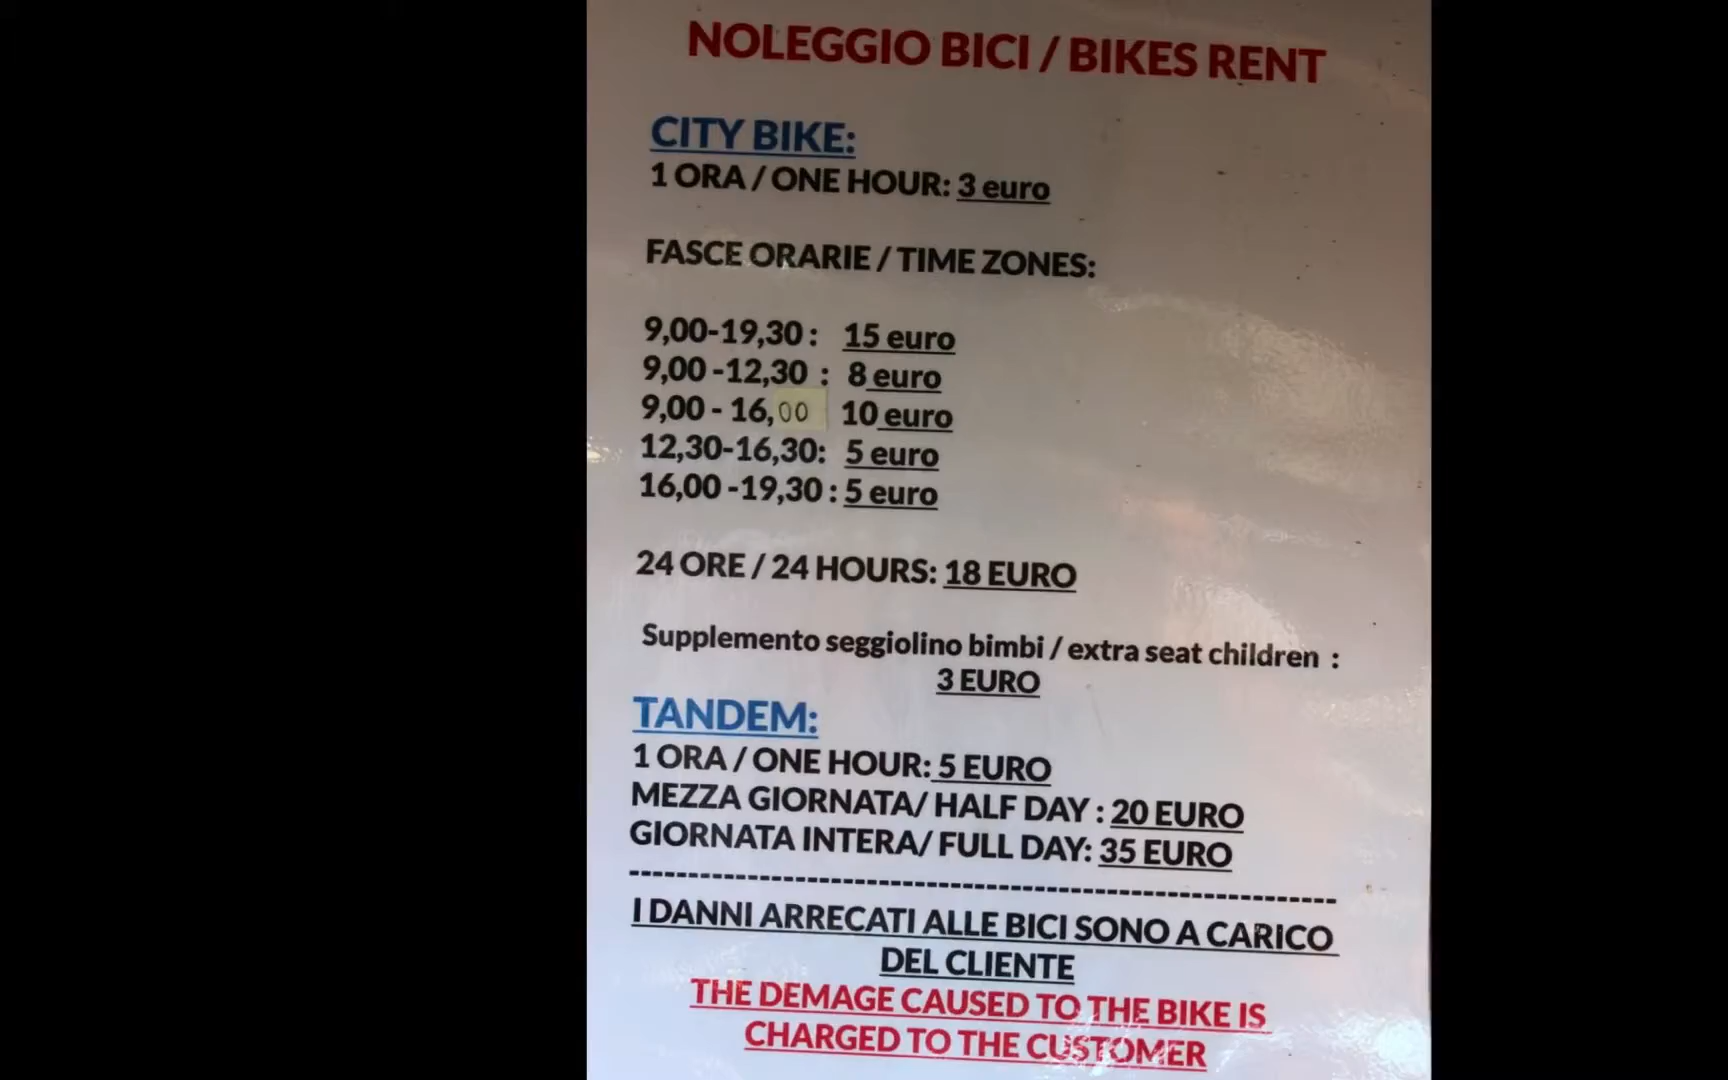 NOLEGGIO BICI / BIKES RENT
CITY BIKE:
1 ORA / ONE HOUR: 3 euro
FASCE ORARIE / TIME ZONES:
9,00-19,30 : 15 euro
9,00 -12,30 : 8 euro
9,00 - 16,00 10 euro
12,30-16,30: 5 euro
16,00 -19,30 : 5 euro
24 ORE / 24 HOURS: 18 EURO
Supplemento seggiolino bimbi / extra seat children :
3 EURO
TANDEM:
1 ORA / ONE HOUR: 5 EURO
MEZZA GIORNATA/ HALF DAY : 20 EURO
GIORNATA INTERA/ FULL DAY: 35 EURO
------------------------------------------------------------
I DANNI ARRECATI ALLE BICI SONO A CARICO
DEL CLIENTE
THE DEMAGE CAUSED TO THE BIKE IS
CHARGED TO THE CUSTOMER